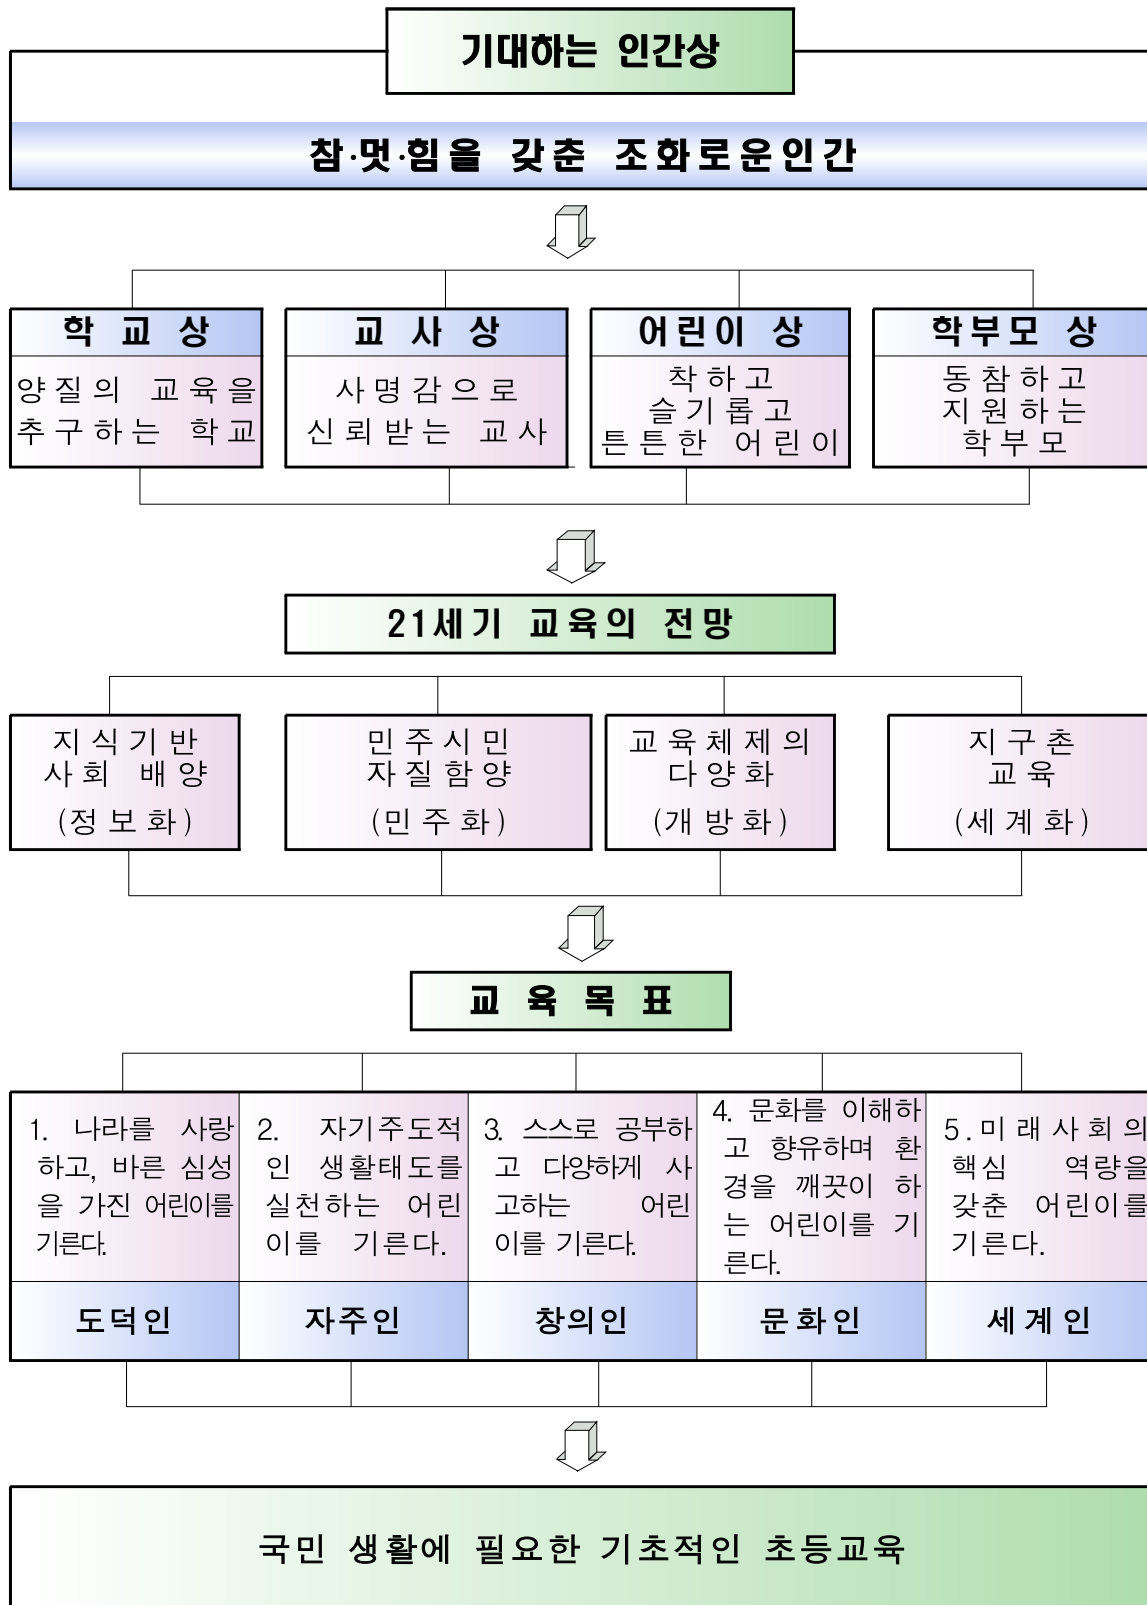 기대하는 인간상
참·멋·힘을 갖춘 조화로운인간
학 교 상
양질의 교육을
추구하는 학교
교 사 상
사명감으로
신뢰받는 교사
어린이 상
착하고
슬기롭고
튼튼한 어린이
학부모 상
동참하고
지원하는
학부모
21세기 교육의 전망
지식기반
사회 배양
(정보화)
민주시민
자질함양
(민주화)
교육체제의
다양화
(개방화)
지구촌
교육
(세계화)
교 육 목 표
1. 나라를 사랑
하고, 바른 심성
을 가진 어린이를
기른다.
도덕인
2. 자기주도적
인 생활태도를
실천하는 어린
이를 기른다.
자주인
3. 스스로 공부하
고 다양하게 사
고하는 어린
이를 기른다.
창의인
4. 문화를 이해하
고 향유하며 환
경을 깨끗이 하
는 어린이를 기
른다.
문화인
5.미래사회의
핵심 역량을
갖춘 어린이를
기른다.
세계인
국민 생활에 필요한 기초적인 초등교육